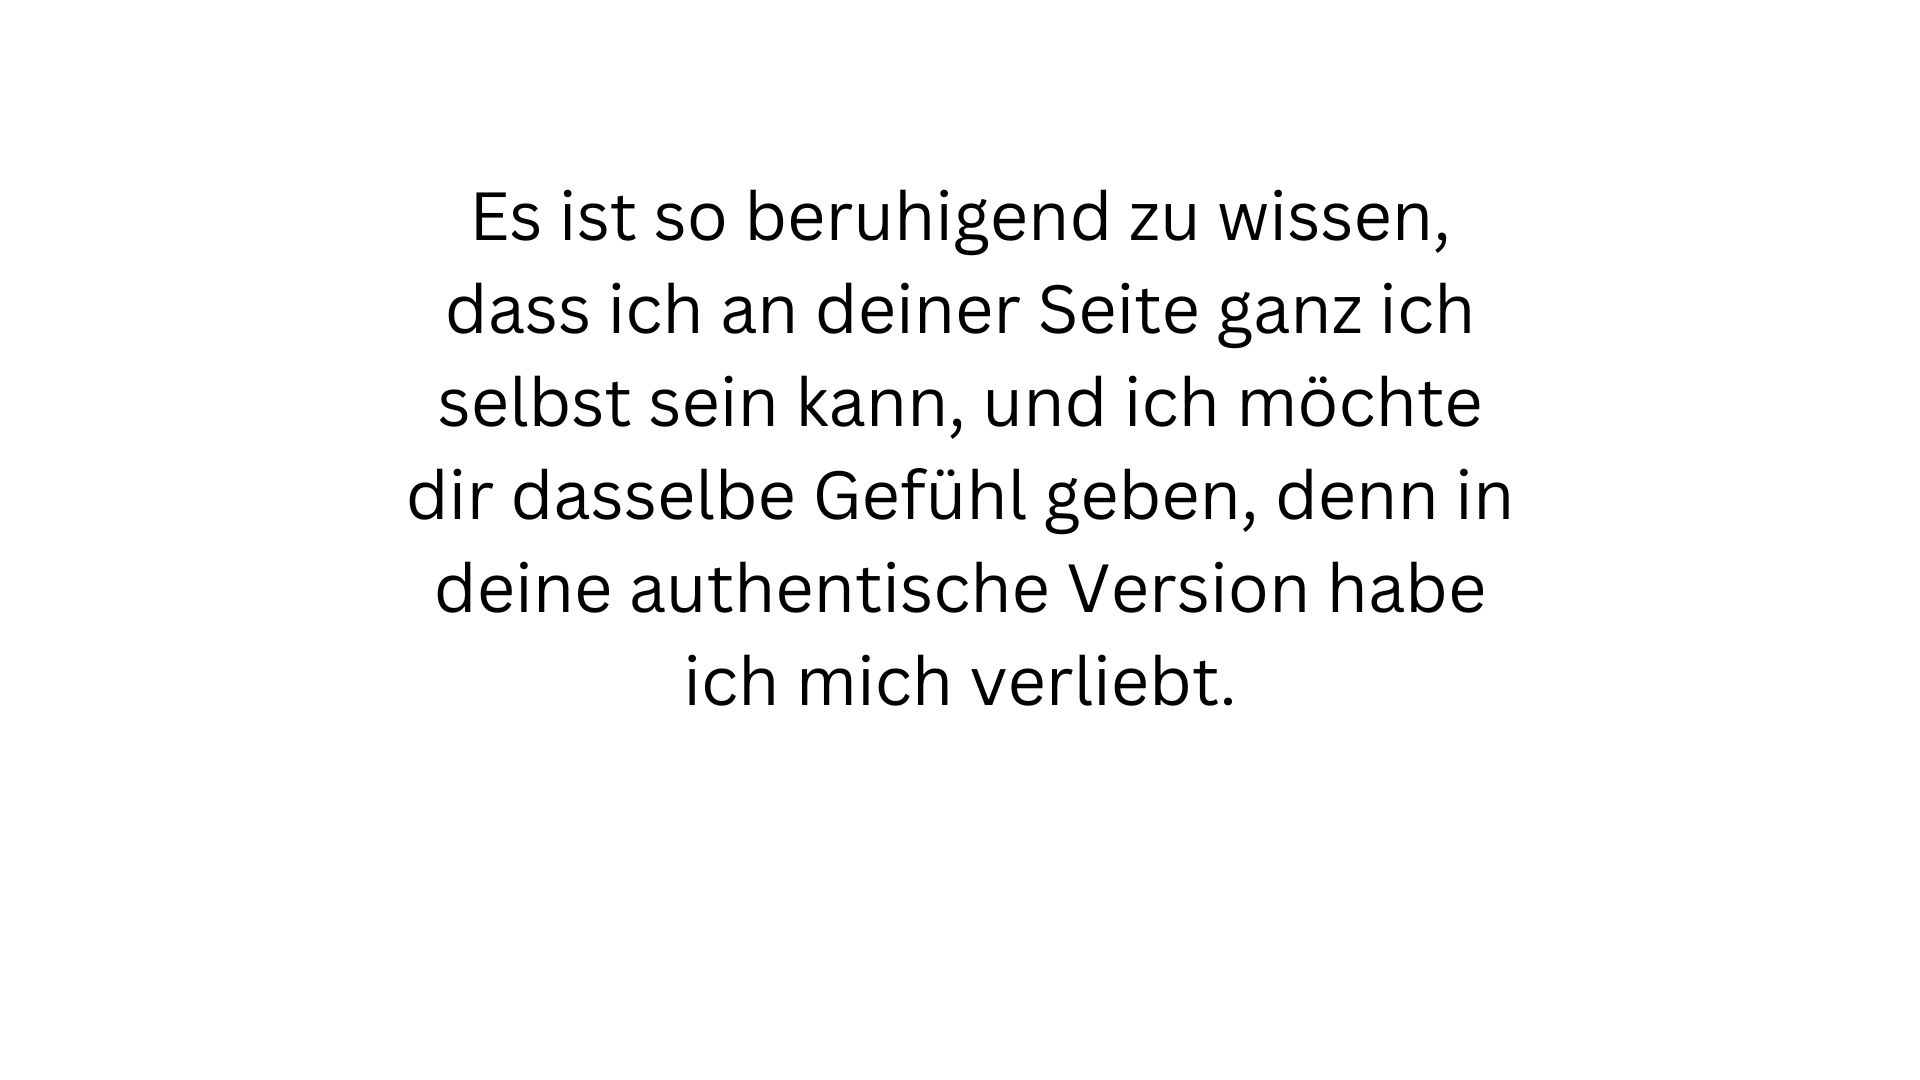 Es ist so beruhigend zu wissen,
dass ich an deiner Seite ganz ich
selbst sein kann, und ich möchte
dir dasselbe Gefühl geben, denn in
deine authentische Version habe
ich mich verliebt.